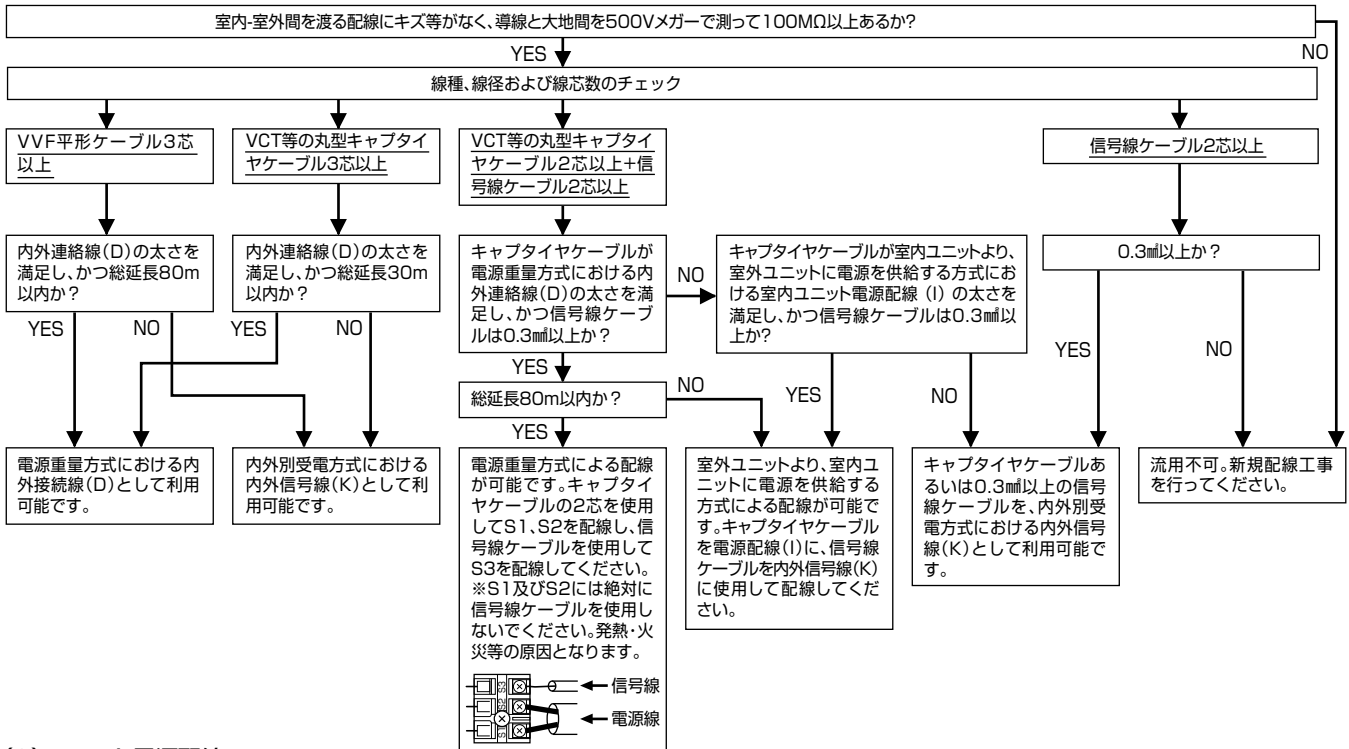 室内-室外間を渡る配線にキズ等がなく、導線と大地間を500Vメガーで測って100MΩ以上あるか?
YES
NO
線種、線径および線芯数のチェック
VVF平形ケーブル3芯
以上
VCT等の丸型キャプタイ
ヤケーブル3芯以上
VCT等の丸型キャプタイ
ヤケーブル2芯以上+信
号線ケーブル2芯以上
信号線ケーブル2芯以上
内外連絡線(D)の太さを
満足し、かつ総延長80m
以内か?
内外連絡線(D)の太さを
満足し、かつ総延長30m
以内か?
キャプタイヤケーブルが
電源重量方式における内
外連絡線(D)の太さを満
足し、かつ信号線ケーブ
ルは0.3㎟以上か?
NO
キャプタイヤケーブルが室内ユニットより、
室外ユニットに電源を供給する方式にお
ける室内ユニット電源配線(I)の太さを
満足し、かつ信号線ケーブルは0.3㎟以
上か?
0.3㎟以上か?
YES
NO
YES
NO
YES
総延長80m以内か?
NO
YES
YES
NO
YES
NO
電源重量方式における内
外接続線(D)として利用
可能です。
内外別受電方式における
内外信号線(K)として利
用可能です。
電源重量方式による配線
が可能です。キャプタイ
ヤケーブルの2芯を使用
してS1、S2を配線し、信
号線ケーブルを使用して
S3を配線してください。
※S1及びS2には絶対に
信号線ケーブルを使用し
ないでください。発熱・火
災等の原因となります。
S3
S2
S1
信号線
電源線
室外ユニットより、室内ユ
ニットに電源を供給する
方式による配線が可能で
す。キャプタイヤケーブル
を電源配線(I)に、信号線
ケーブルを内外信号線(K)
に使用して配線してくだ
さい。
キャプタイヤケーブルあ
るいは0.3㎟以上の信号
線ケーブルを、内外別受
電方式における内外信号
線(K)として利用可能で
す。
流用不可。新規配線工事
を行ってください。